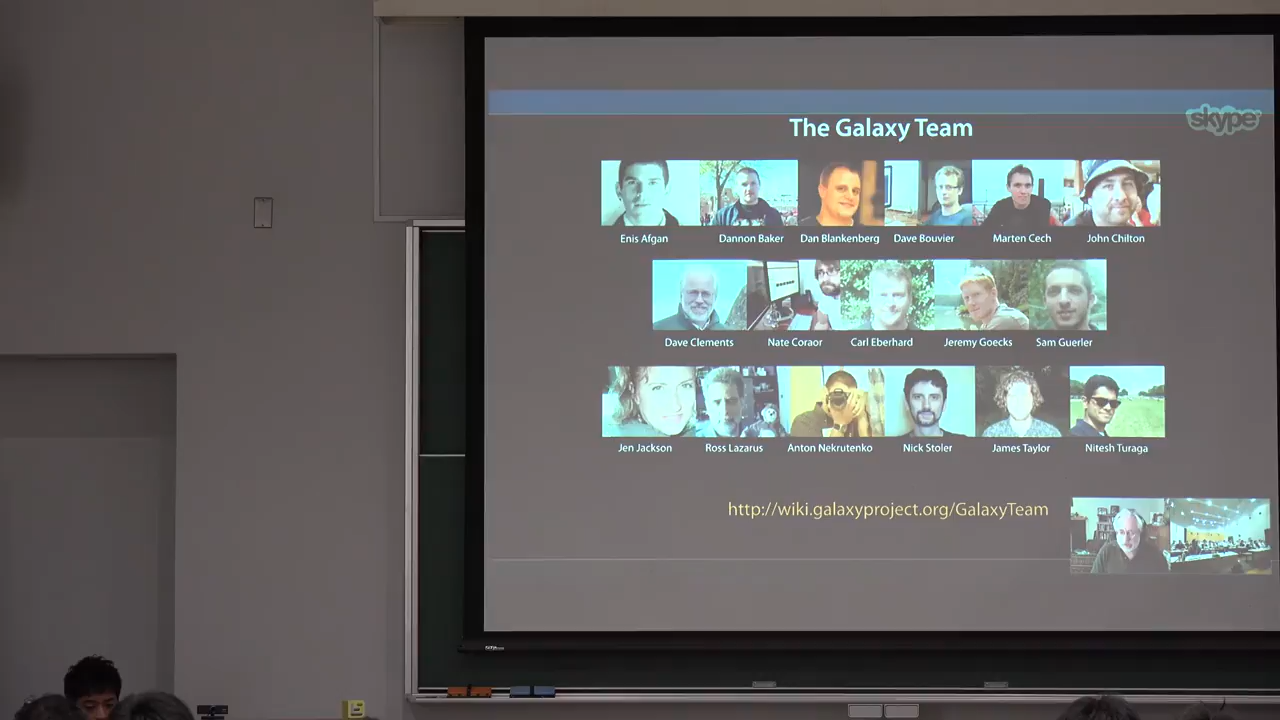 The Galaxy Team
skype
Enis Afgan Dannon Baker Dan Blankenberg Dave Bouvier Marten Cech John Chilton
Dave Clements Nate Coraor Carl Eberhard Jeremy Goecks Sam Guerler
Jen Jackson Ross Lazarus Anton Nekrutenko Nick Stoler James Taylor Nitesh Turaga
http://wiki.galaxyproject.org/GalaxyTeam